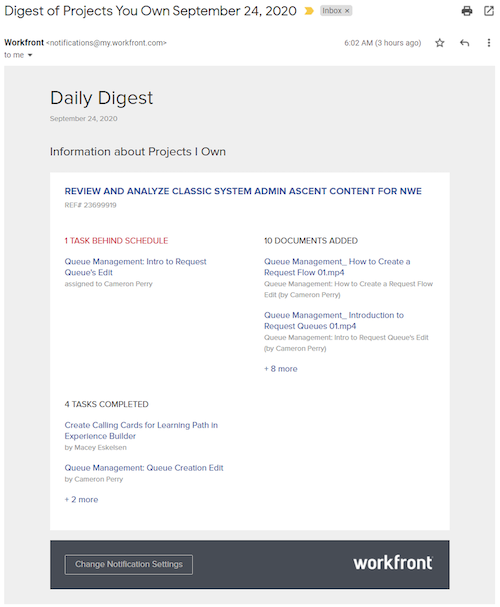 Digest of Projects You Own September 24, 2020
Inbox ×
Workfront <notifications@my.workfront.com>
6:02 AM (3 hours ago)
to me
Daily Digest
September 24, 2020
Information about Projects I Own
REVIEW AND ANALYZE CLASSIC SYSTEM ADMIN ASCENT CONTENT FOR NWE
REF# 23699919
1 TASK BEHIND SCHEDULE
Queue Management: Intro to Request
Queue's Edit
assigned to Cameron Perry
10 DOCUMENTS ADDED
Queue Management_ How to Create a
Request Flow 01.mp4
Queue Management: How to Create a Request Flow
Edit (by Cameron Perry)
Queue Management_ Introduction to
Request Queues 01.mp4
Queue Management: Intro to Request Queue's Edit
(by Cameron Perry)
+ 8 more
4 TASKS COMPLETED
Create Calling Cards for Learning Path in
Experience Builder
by Macey Eskelsen
Queue Management: Queue Creation Edit
by Cameron Perry
+ 2 more
Change Notification Settings
workfront